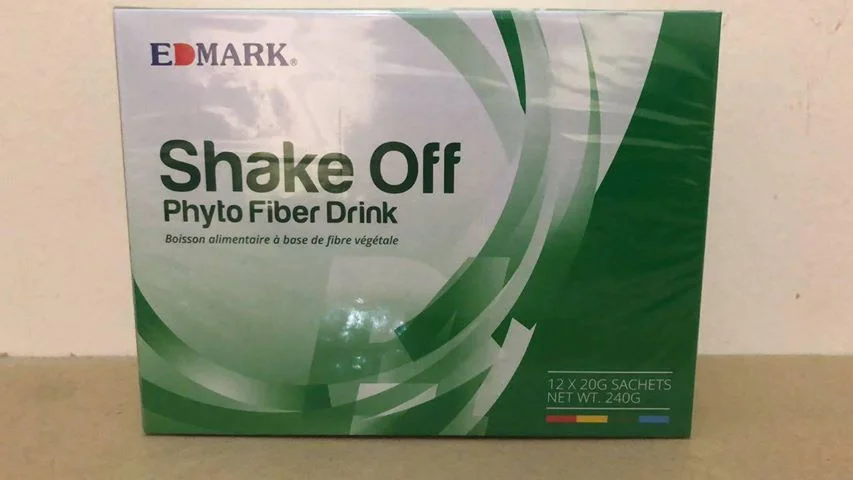 EDMARK®
Shake Off
Phyto Fiber Drink
Boisson alimentaire à base de fibre végétale
12 X 20G SACHETS
NET WT. 240G